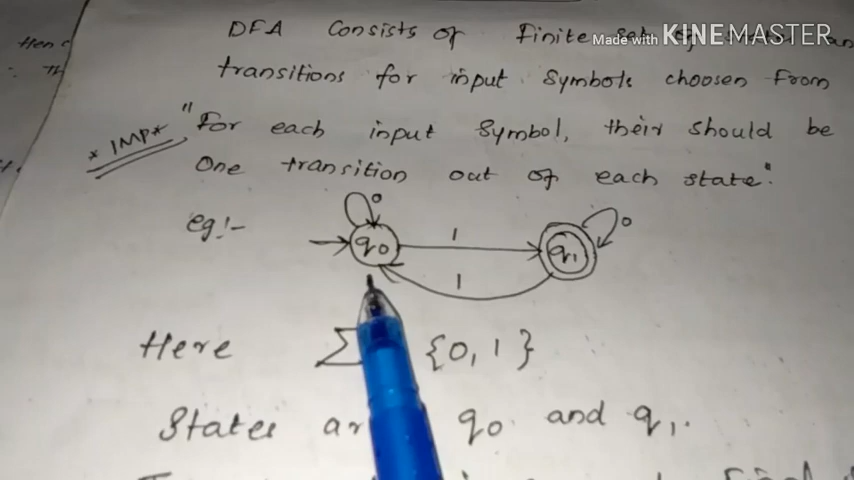 DFA Consists of Finite set of
Made with KINEMASTER
transitions for input Symbols choosen From
*IMP* "For each input Symbol, their should be
One transition out of each state".
eg:-
0
q0
1
q1
0
1
Here Σ {0, 1}
States q0 and q1.